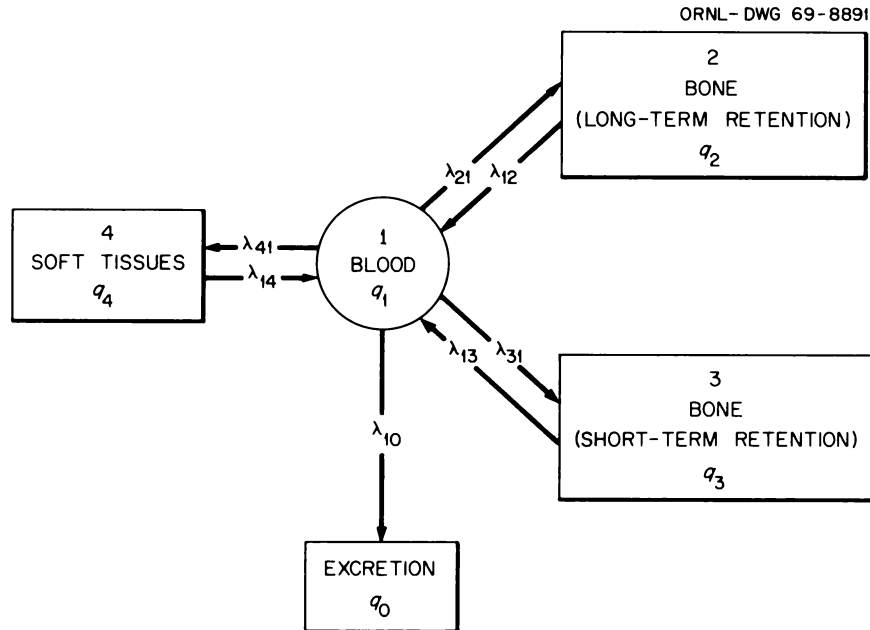 ORNL-DWG 69-8891
2
BONE
(LONG-TERM RETENTION)
q2
λ21
λ12
4
SOFT TISSUES
q4
λ41
λ14
1
BLOOD
q1
λ13
λ31
3
BONE
(SHORT-TERM RETENTION)
q3
λ10
EXCRETION
q0